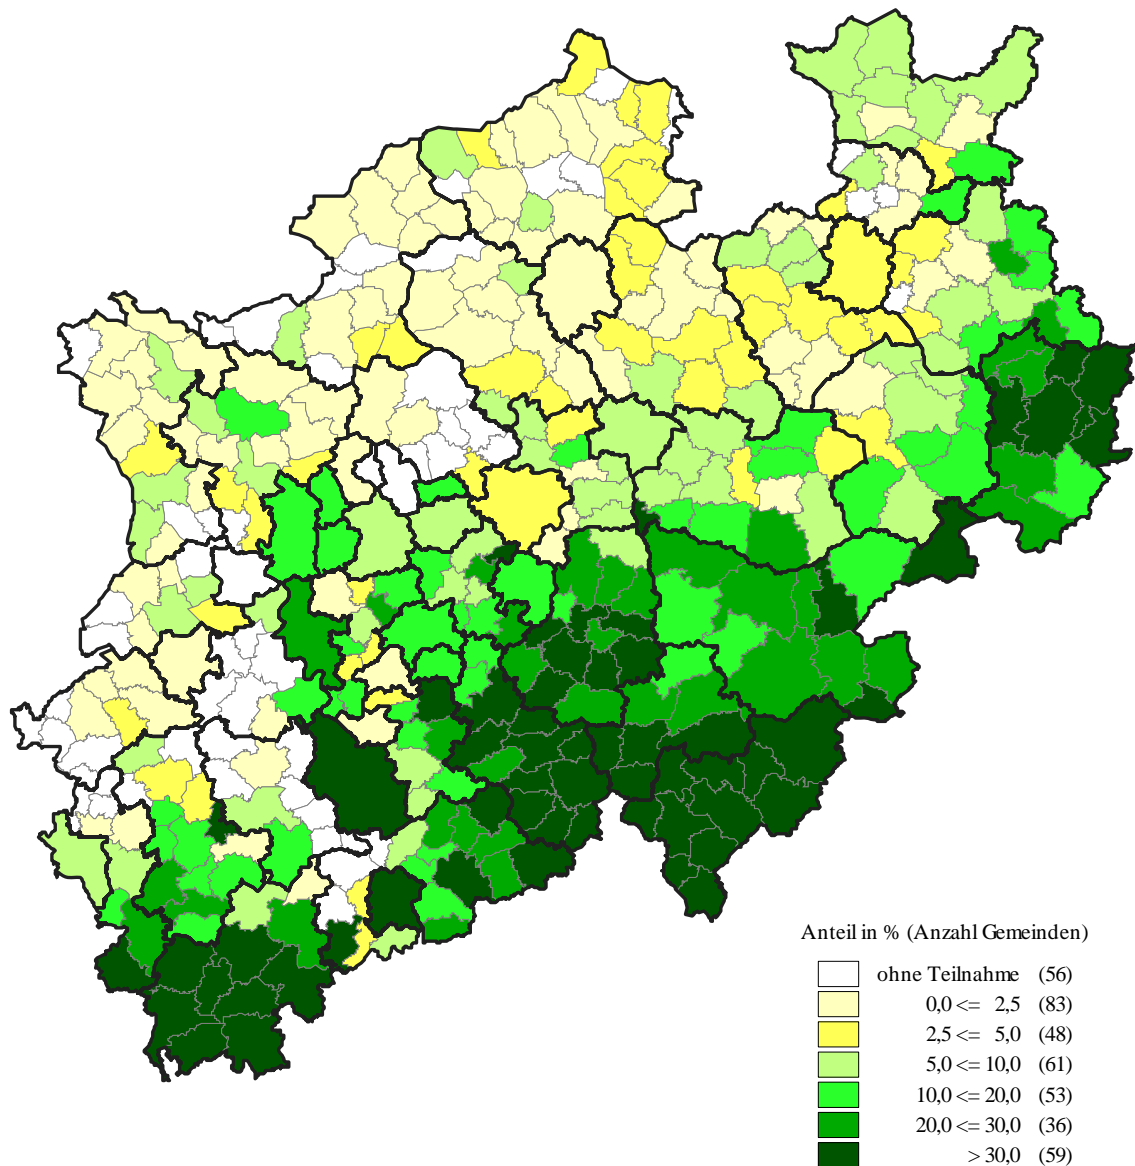 Anteil in % (Anzahl Gemeinden)
ohne Teilnahme (56)
0,0 <= 2,5 (83)
2,5 <= 5,0 (48)
5,0 <= 10,0 (61)
10,0 <= 20,0 (53)
20,0 <= 30,0 (36)
> 30,0 (59)